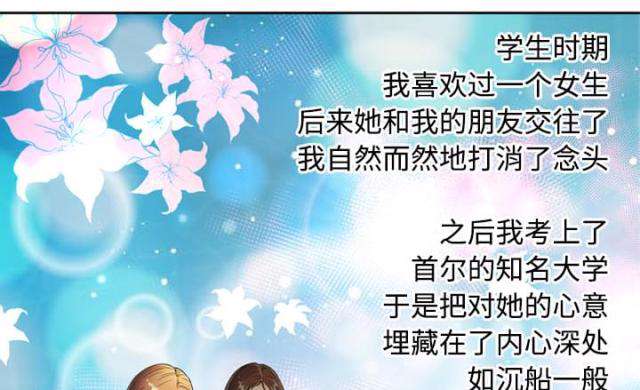 学生时期
我喜欢过一个女生
后来她和我的朋友交往了
我自然而然地打消了念头
之后我考上了
首尔的知名大学
于是把对她的心意
埋藏在了内心深处
如沉船一般